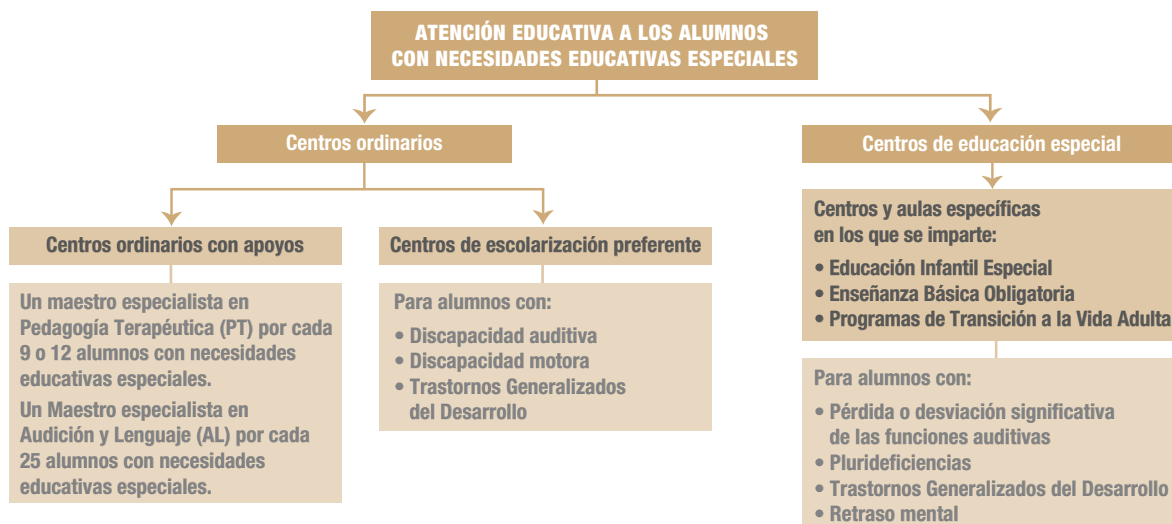 ATENCIÓN EDUCATIVA A LOS ALUMNOS
CON NECESIDADES EDUCATIVAS ESPECIALES
Centros ordinarios
Centros ordinarios con apoyos
Un maestro especialista en
Pedagogía Terapéutica (PT) por cada
9 o 12 alumnos con necesidades
educativas especiales.
Un Maestro especialista en
Audición y Lenguaje (AL) por cada
25 alumnos con necesidades
educativas especiales.
Centros de escolarización preferente
Para alumnos con:
• Discapacidad auditiva
• Discapacidad motora
• Trastornos Generalizados
del Desarrollo
Centros de educación especial
Centros y aulas específicas
en los que se imparte:
• Educación Infantil Especial
• Enseñanza Básica Obligatoria
• Programas de Transición a la Vida Adulta
Para alumnos con:
• Pérdida o desviación significativa
de las funciones auditivas
• Plurideficiencias
• Trastornos Generalizados del Desarrollo
• Retraso mental